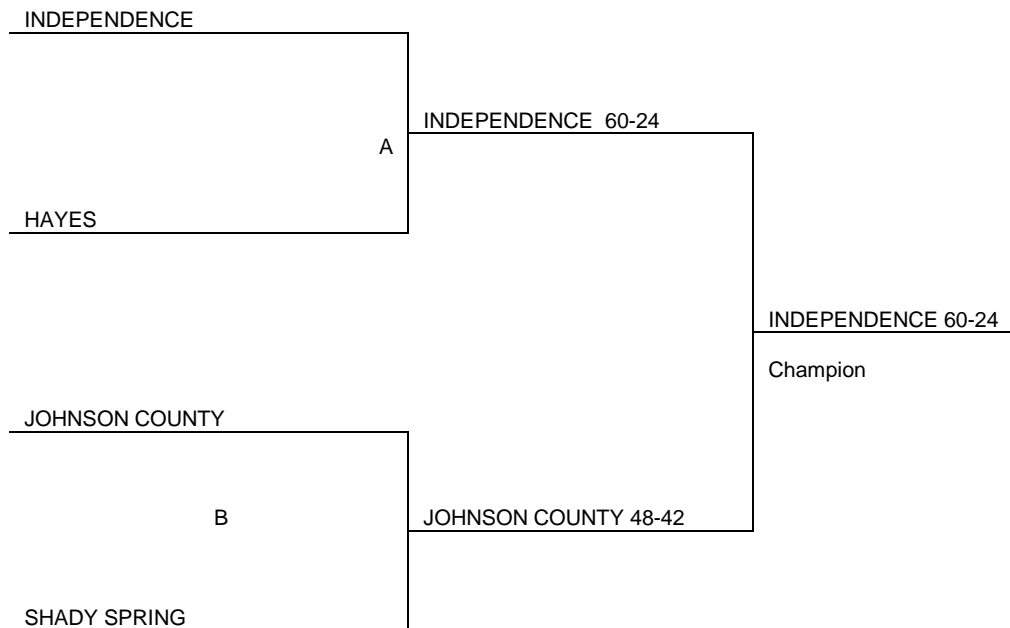 INDEPENDENCE
INDEPENDENCE 60-24
A
HAYES
INDEPENDENCE 60-24
Champion
JOHNSON COUNTY
B
JOHNSON COUNTY 48-42
SHADY SPRING